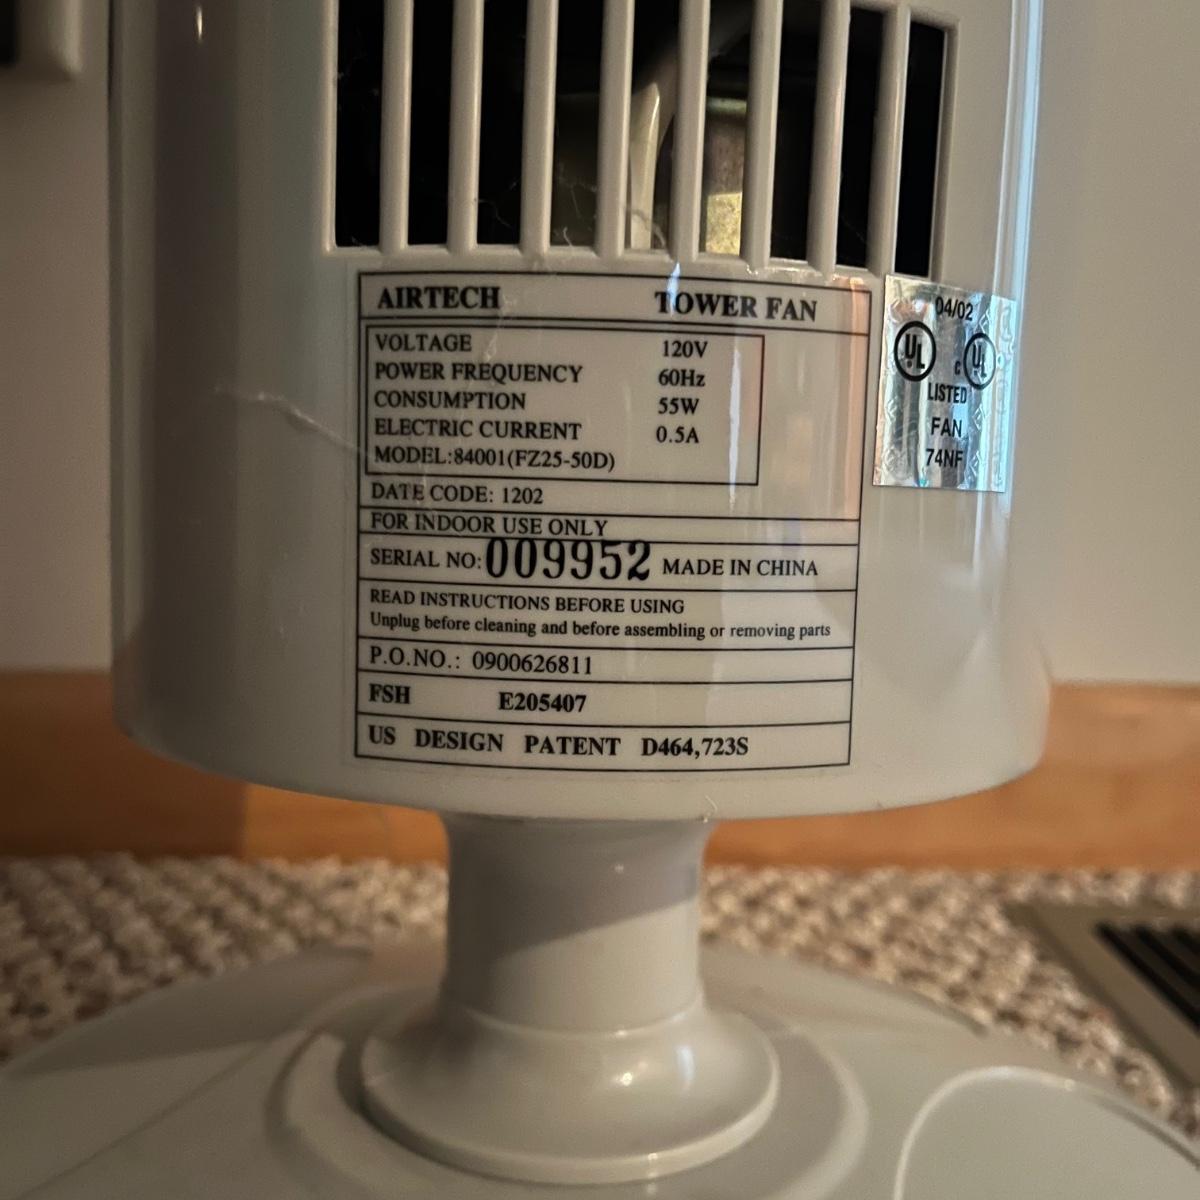 AIRTECH TOWER FAN
VOLTAGE 120V
POWER FREQUENCY 60Hz
CONSUMPTION 55W
ELECTRIC CURRENT 0.5A
MODEL:84001(FZ25-50D)
DATE CODE: 1202
FOR INDOOR USE ONLY
SERIAL NO: 009952 MADE IN CHINA
READ INSTRUCTIONS BEFORE USING
Unplug before cleaning and before assembling or removing parts
P.O.NO.: 0900626811
FSH E205407
US DESIGN PATENT D464,723S
04/02
UL c UL
LISTED
FAN
74NF